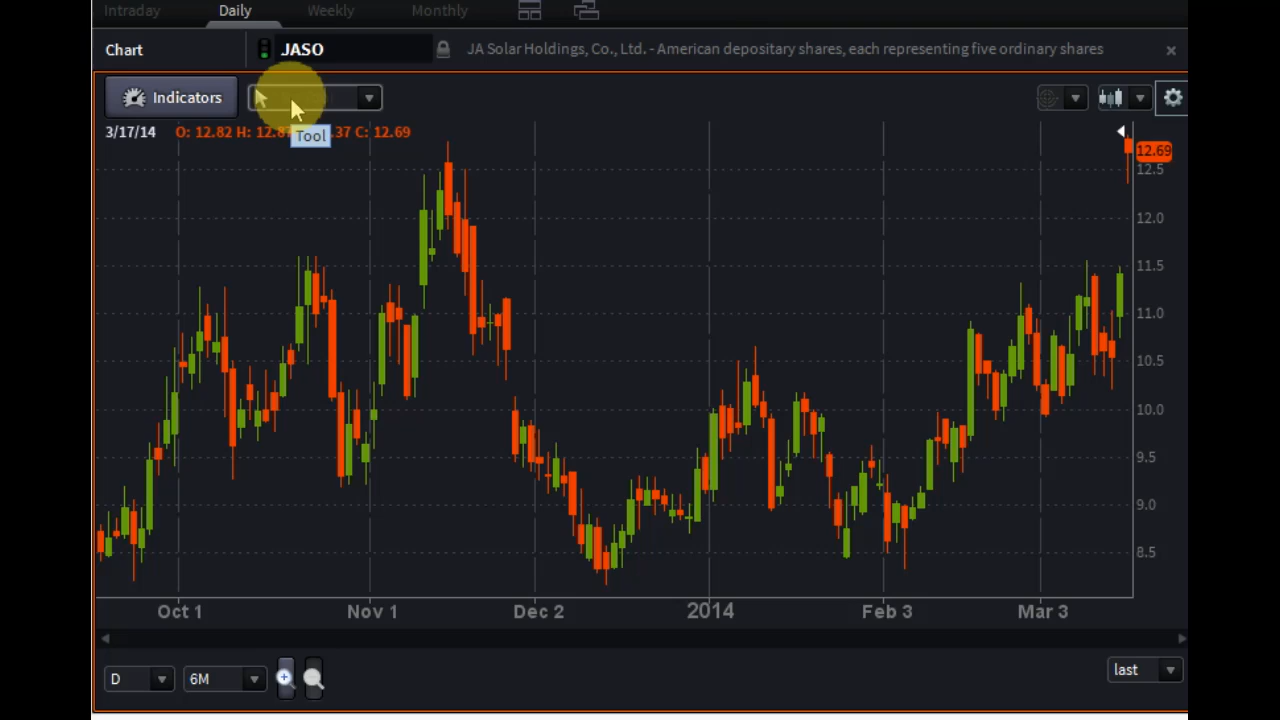 Intraday Daily Weekly Monthly
Chart JASO JA Solar Holdings, Co., Ltd. - American depositary shares, each representing five ordinary shares
Indicators
Tool
3/17/14 O: 12.82 H: 12.8 .37 C: 12.69
12.69
12.5
12.0
11.5
11.0
10.5
10.0
9.5
9.0
8.5
Oct 1 Nov 1 Dec 2 2014 Feb 3 Mar 3
D 6M last